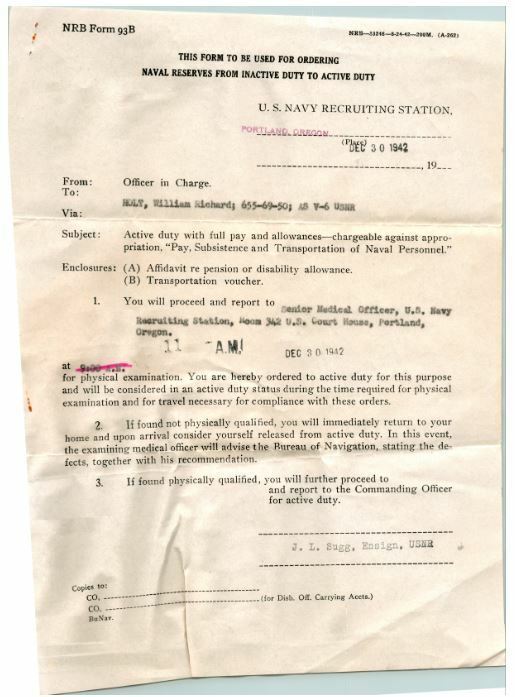 NRB Form 93B
NRB—33246—8-24-42—200M. (A-262)
THIS FORM TO BE USED FOR ORDERING
NAVAL RESERVES FROM INACTIVE DUTY TO ACTIVE DUTY
U. S. NAVY RECRUITING STATION,
PORTLAND, OREGON
(Place)
DEC 30 1942
, 19
From: Officer in Charge.
To:
HOLT, William Richard; 655-69-50; AS V-6 USNR
Via:
Subject: Active duty with full pay and allowances—chargeable against appro-
priation, "Pay, Subsistence and Transportation of Naval Personnel."
Enclosures: (A) Affidavit re pension or disability allowance.
(B) Transportation voucher.
1. You will proceed and report to Senior Medical Officer, U.S. Navy
Recruiting Station, Room 342 U.S. Court House, Portland,
Oregon.
11 A.M! DEC 30 1942
at 9:00 A.M.
for physical examination. You are hereby ordered to active duty for this purpose
and will be considered in an active duty status during the time required for physical
examination and for travel necessary for compliance with these orders.
2. If found not physically qualified, you will immediately return to your
home and upon arrival consider yourself released from active duty. In this event,
the examining medical officer will advise the Bureau of Navigation, stating the de-
fects, together with his recommendation.
3. If found physically qualified, you will further proceed to
and report to the Commanding Officer
for active duty.
J. L. Sugg, Ensign, USNR
Copies to:
CO,
(for Disb. Off. Carrying Accts.)
CO.
BuNav.